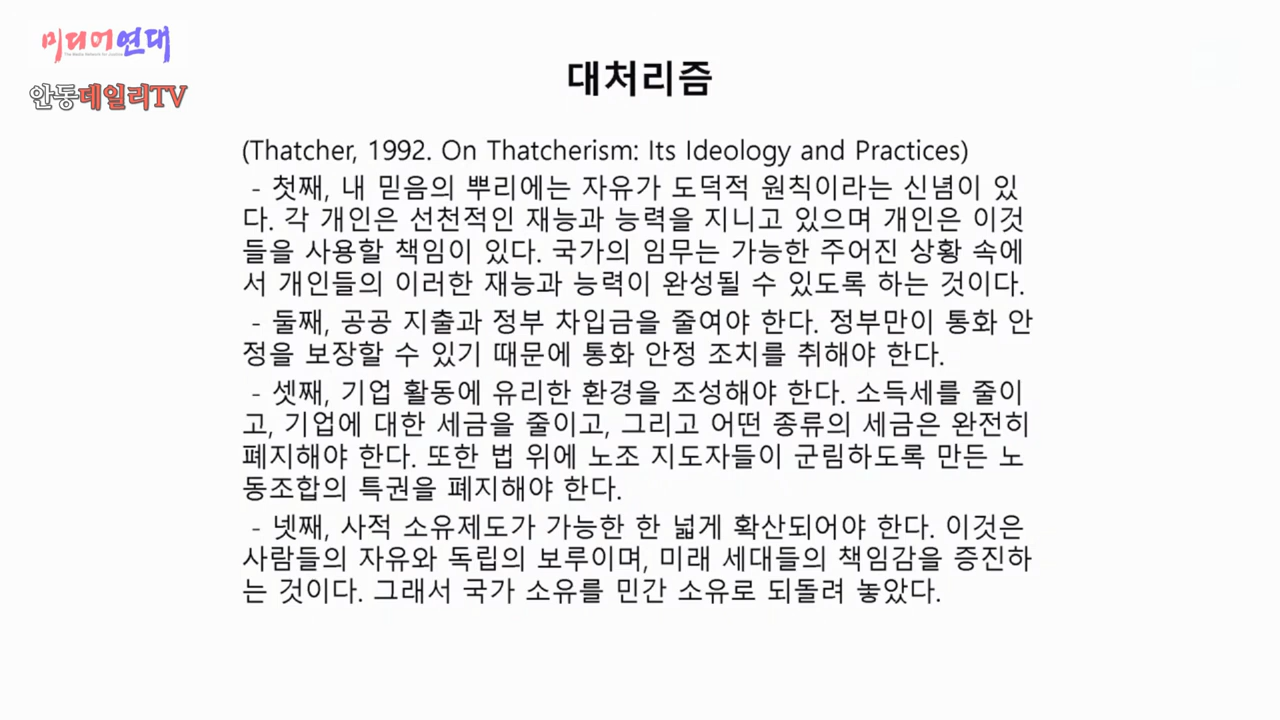 미디어연대
The Media Network for Justice
안동데일리TV
대처리즘
(Thatcher, 1992. On Thatcherism: Its Ideology and Practices)
- 첫째, 내 믿음의 뿌리에는 자유가 도덕적 원칙이라는 신념이 있
다. 각 개인은 선천적인 재능과 능력을 지니고 있으며 개인은 이것
들을 사용할 책임이 있다. 국가의 임무는 가능한 주어진 상황 속에
서 개인들의 이러한 재능과 능력이 완성될 수 있도록 하는 것이다.
- 둘째, 공공 지출과 정부 차입금을 줄여야 한다. 정부만이 통화 안
정을 보장할 수 있기 때문에 통화 안정 조치를 취해야 한다.
- 셋째, 기업 활동에 유리한 환경을 조성해야 한다. 소득세를 줄이
고, 기업에 대한 세금을 줄이고, 그리고 어떤 종류의 세금은 완전히
폐지해야 한다. 또한 법 위에 노조 지도자들이 군림하도록 만든 노
동조합의 특권을 폐지해야 한다.
- 넷째, 사적 소유제도가 가능한 한 넓게 확산되어야 한다. 이것은
사람들의 자유와 독립의 보루이며, 미래 세대들의 책임감을 증진하
는 것이다. 그래서 국가 소유를 민간 소유로 되돌려 놓았다.